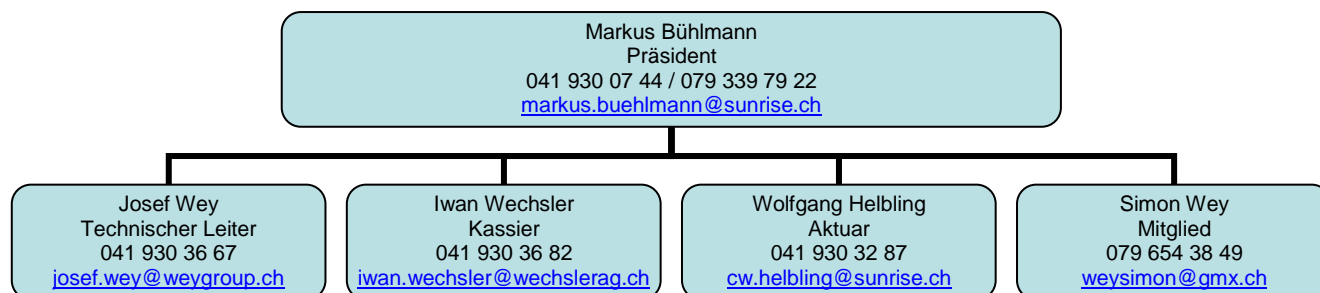 Markus Bühlmann
Präsident
041 930 07 44 / 079 339 79 22
markus.buehlmann@sunrise.ch
Josef Wey
Technischer Leiter
041 930 36 67
josef.wey@weygroup.ch
Iwan Wechsler
Kassier
041 930 36 82
iwan.wechsler@wechslerag.ch
Wolfgang Helbling
Aktuar
041 930 32 87
cw.helbling@sunrise.ch
Simon Wey
Mitglied
079 654 38 49
weysimon@gmx.ch